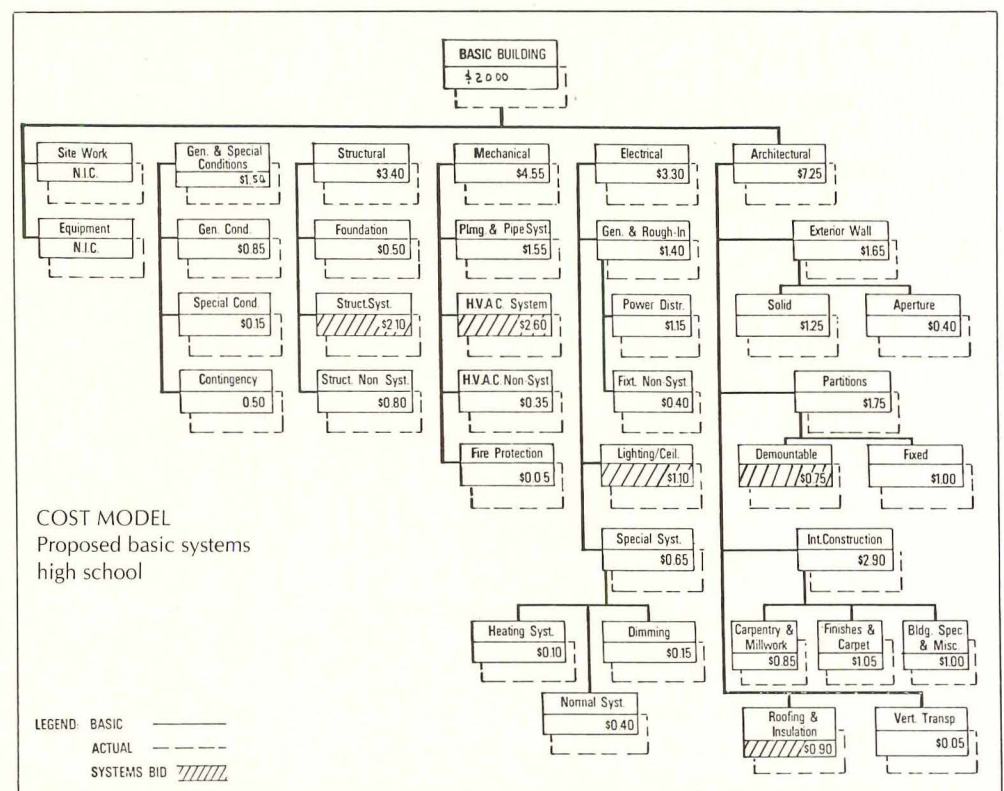 BASIC BUILDING
$2000
Site Work
N.I.C.
Gen. & Special
Conditions
$1.50
Structural
$3.40
Mechanical
$4.55
Electrical
$3.30
Architectural
$7.25
Equipment
N.I.C.
Gen. Cond.
$0.85
Foundation
$0.50
Plmg. & Pipe Syst.
$1.55
Gen. & Rough-In
$1.40
Exterior Wall
$1.65
Special Cond.
$0.15
Struct.Syst.
$2.10
H.V.A.C. System
$2.60
Power Distr.
$1.15
Solid
$1.25
Aperture
$0.40
Contingency
0.50
Struct. Non Syst.
$0.80
H.V.A.C. Non-Syst
$0.35
Fixt. Non-Syst.
$0.40
Partitions
$1.75
Fire Protection
$0.05
Lighting/Ceil.
$1.10
Demountable
$0.75
Fixed
$1.00
COST MODEL
Proposed basic systems
high school
Special Syst.
$0.65
Int.Construction
$2.90
Heating Syst.
$0.10
Dimming
$0.15
Carpentry &
Millwork
$0.85
Finishes &
Carpet
$1.05
Bldg. Spec.
& Misc.
$1.00
Normal Syst.
$0.40
Roofing &
Insulation
$0.90
Vert. Transp
$0.05
LEGEND: BASIC
ACTUAL
SYSTEMS BID